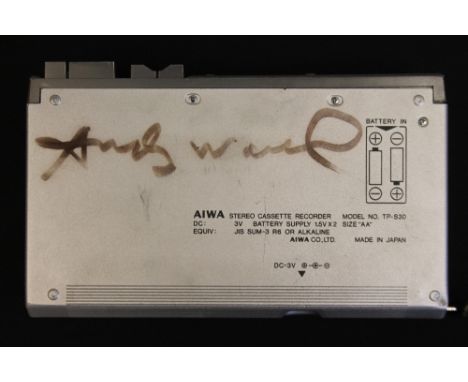 BATTERY IN
Andy Warhol
AIWA STEREO CASSETTE RECORDER MODEL NO. TP-S30
DC: 3V BATTERY SUPPLY 1.5V X 2 SIZE "AA"
EQUIV: JIS SUM-3 R6 OR ALKALINE
AIWA CO., LTD. MADE IN JAPAN
DC-3V